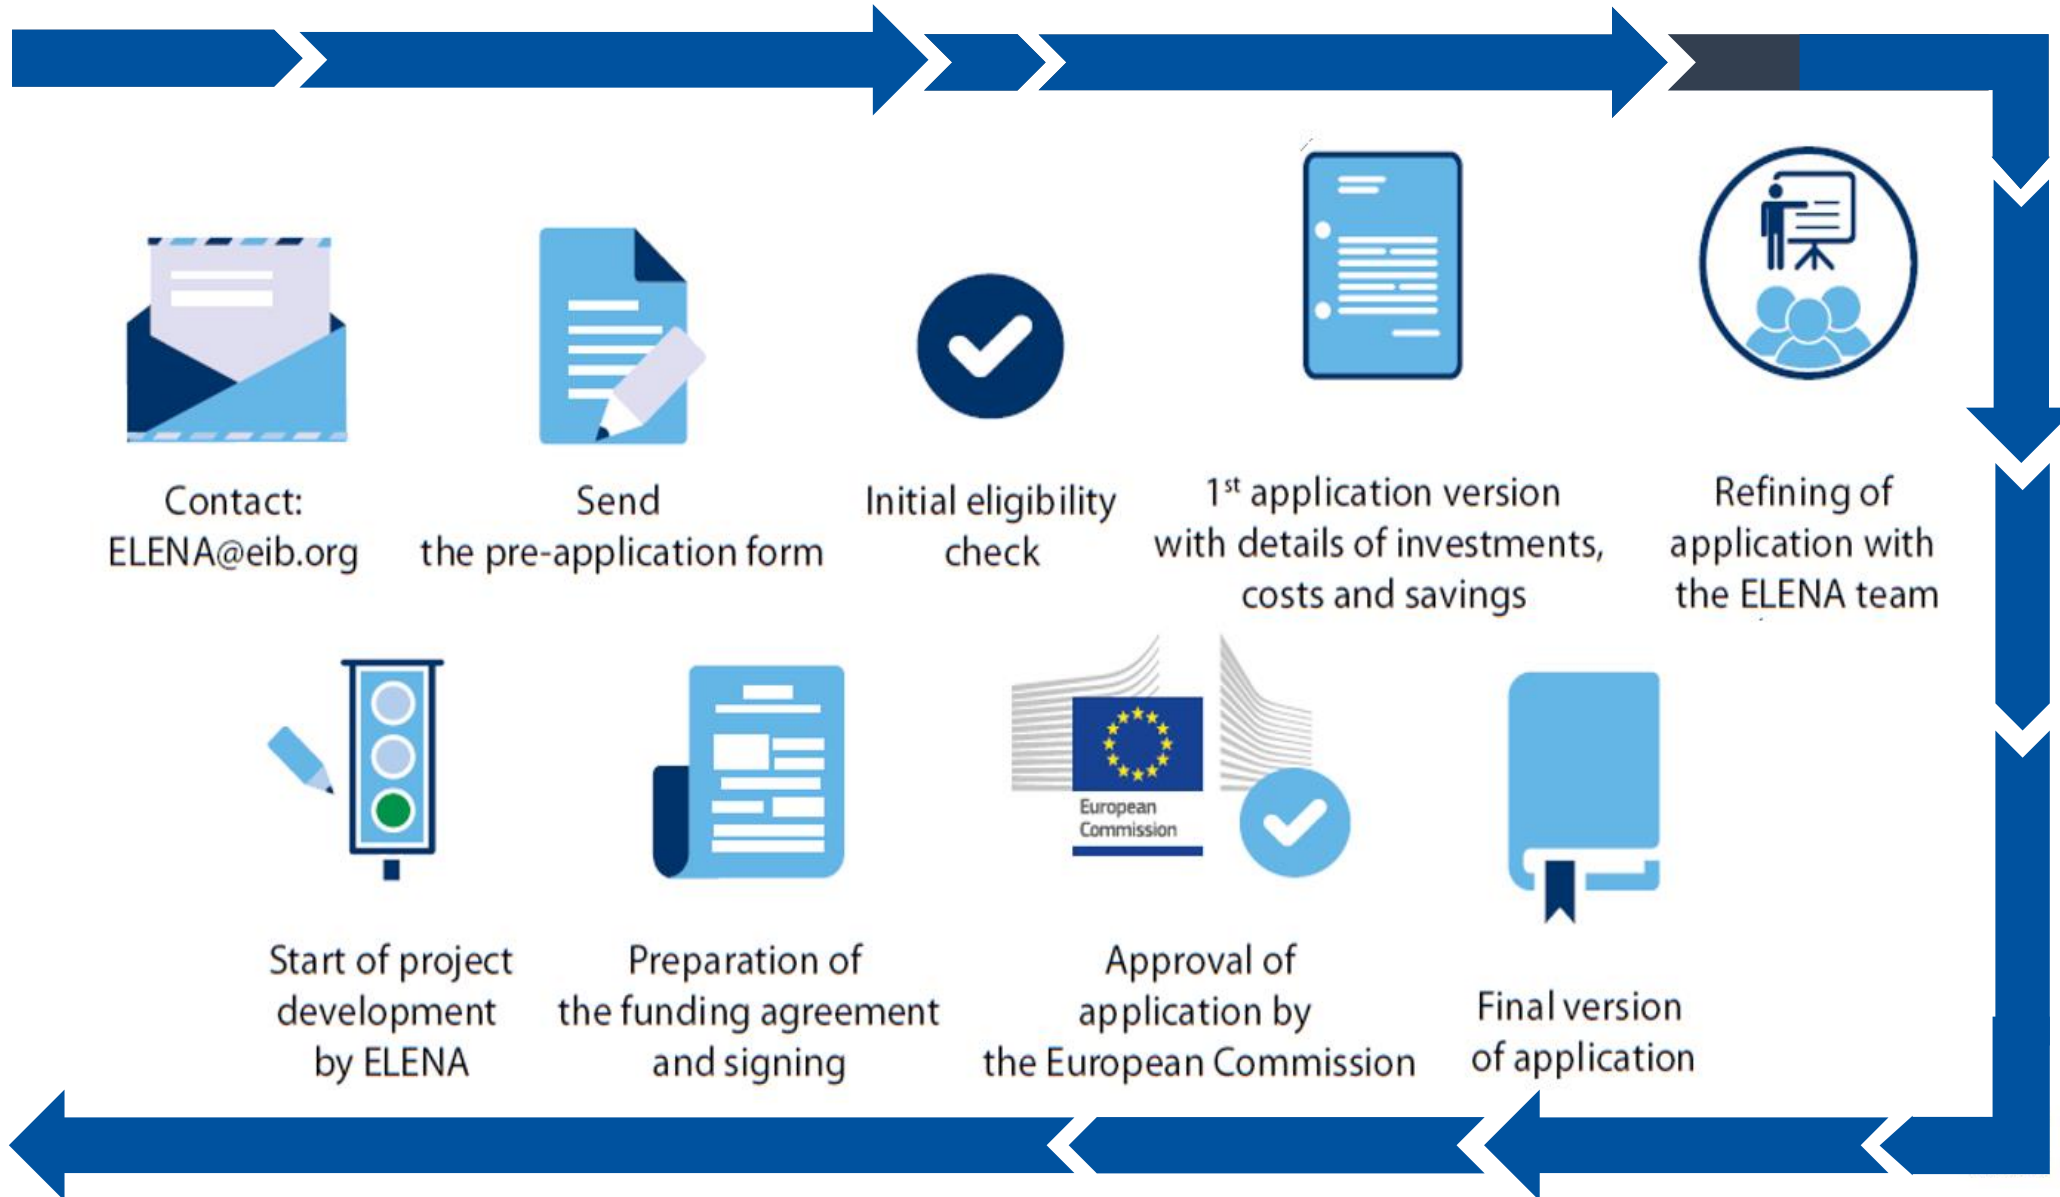 Contact:
ELENA@eib.org
Send
the pre-application form
Initial eligibility
check
1st application version
with details of investments,
costs and savings
Refining of
application with
the ELENA team
Start of project
development
by ELENA
Preparation of
the funding agreement
and signing
European
Commission
Approval of
application by
the European Commission
Final version
of application